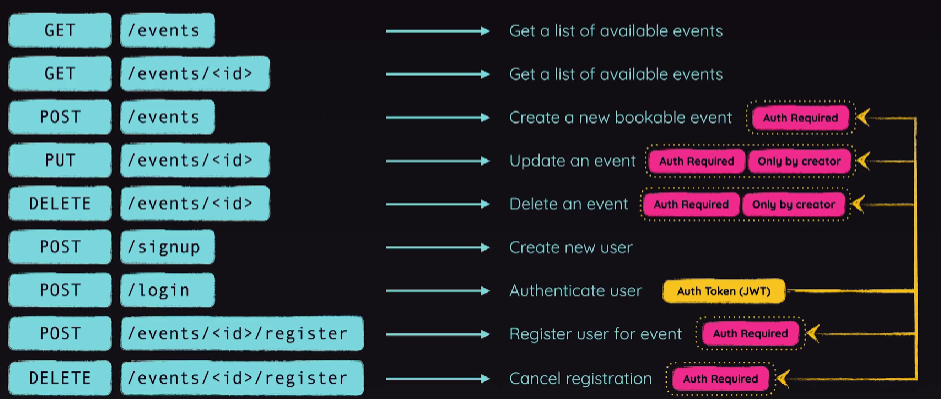 GET /events Get a list of available events
GET /events/<id> Get a list of available events
POST /events Create a new bookable event Auth Required
PUT /events/<id> Update an event Auth Required Only by creator
DELETE /events/<id> Delete an event Auth Required Only by creator
POST /signup Create new user
POST /login Authenticate user Auth Token (JWT)
POST /events/<id>/register Register user for event Auth Required
DELETE /events/<id>/register Cancel registration Auth Required